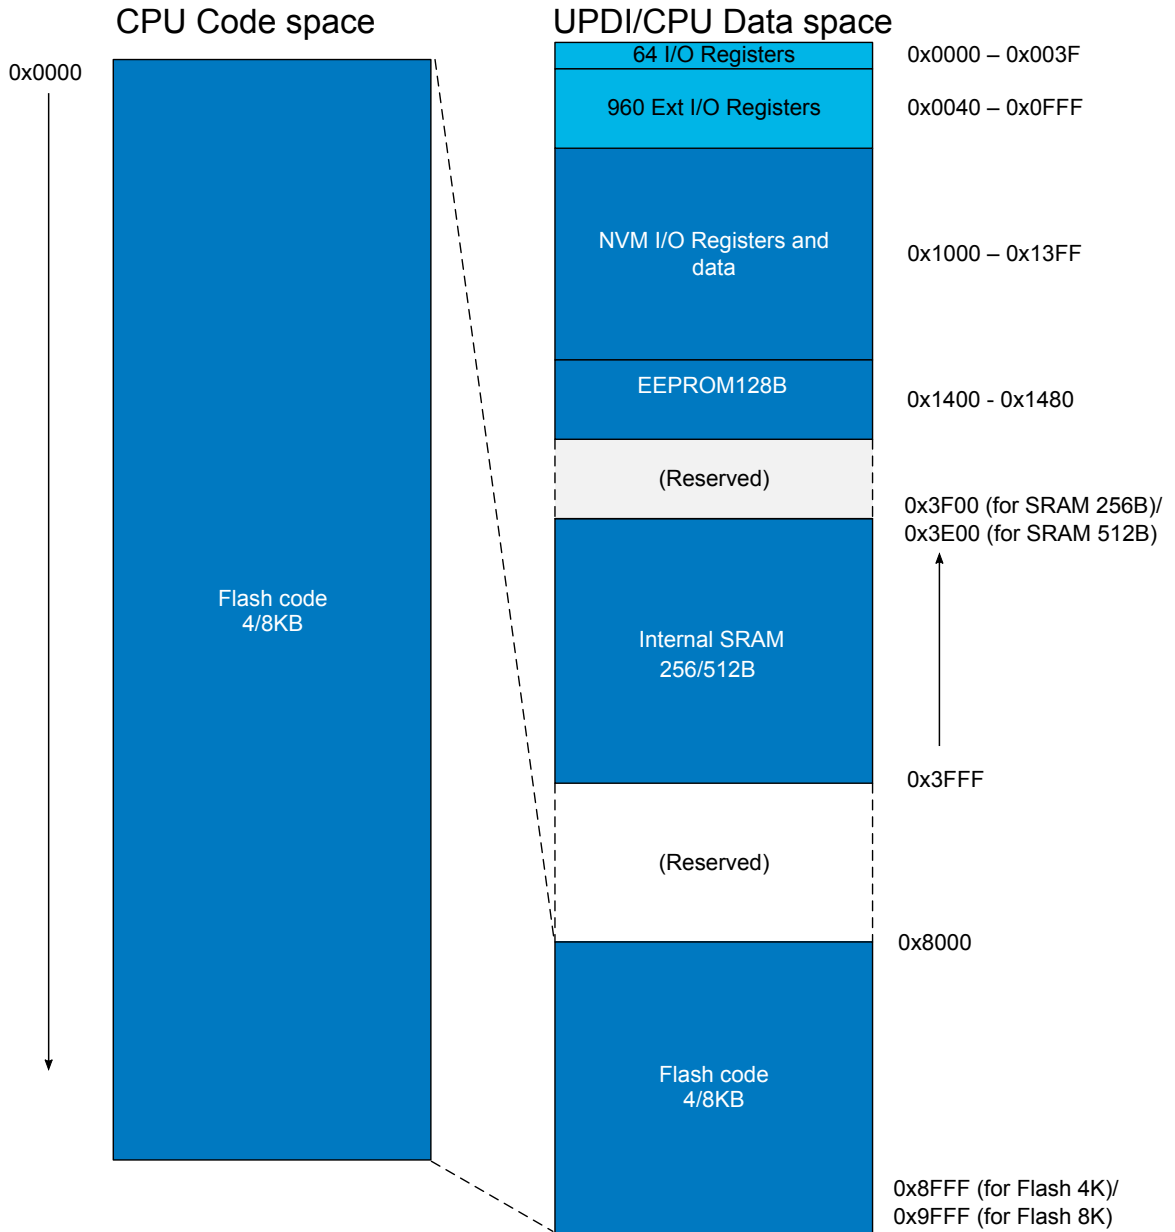 CPU Code space
UPDI/CPU Data space
0x0000
64 I/O Registers
0x0000 – 0x003F
960 Ext I/O Registers
0x0040 – 0x0FFF
NVM I/O Registers and
data
0x1000 – 0x13FF
EEPROM128B
0x1400 - 0x1480
(Reserved)
0x3F00 (for SRAM 256B)/
0x3E00 (for SRAM 512B)
Flash code
4/8KB
Internal SRAM
256/512B
0x3FFF
(Reserved)
0x8000
Flash code
4/8KB
0x8FFF (for Flash 4K)/
0x9FFF (for Flash 8K)